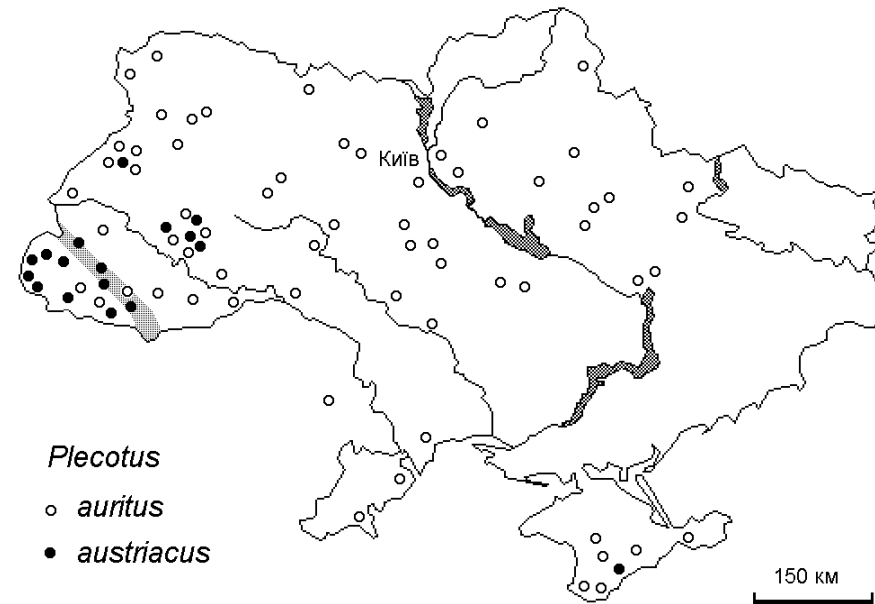 Київ
Plecotus
auritus
austriacus
150 км